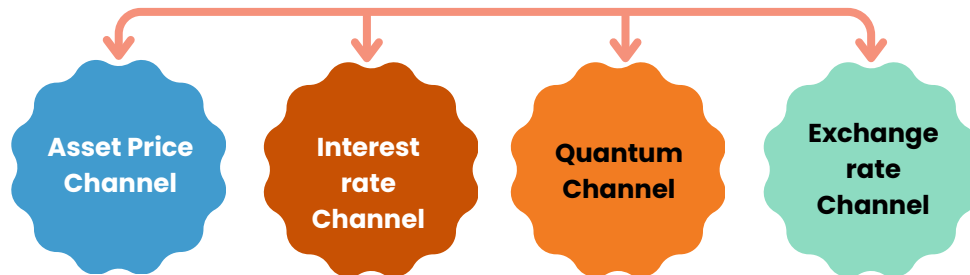 Asset Price
Channel
Interest
rate
Channel
Quantum
Channel
Exchange
rate
Channel